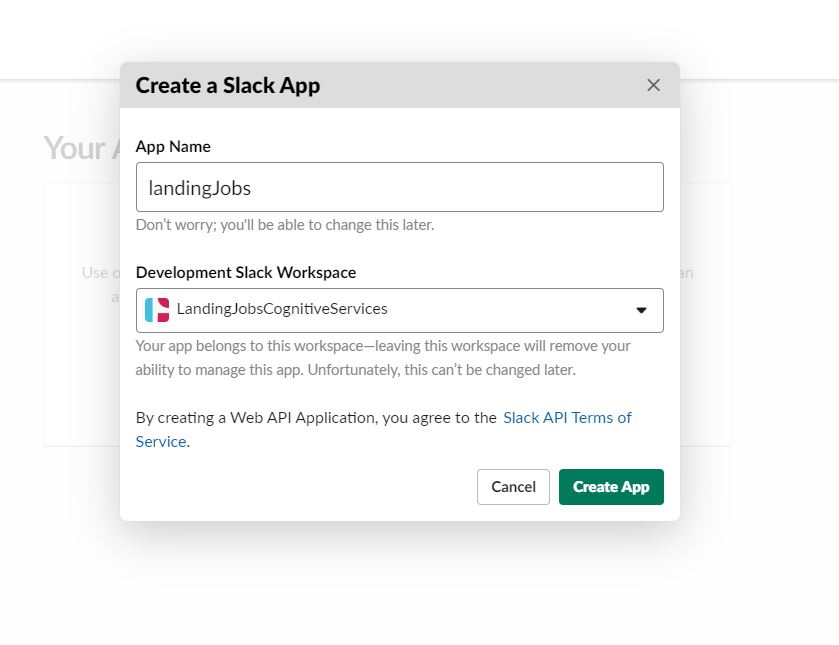 Create a Slack App
Your A
App Name
landingJobs
Don't worry; you'll be able to change this later.
Use o
an
a
Development Slack Workspace
LandingJobsCognitiveServices
Your app belongs to this workspace—leaving this workspace will remove your
ability to manage this app. Unfortunately, this can't be changed later.
By creating a Web API Application, you agree to the Slack API Terms of
Service.
Cancel
Create App